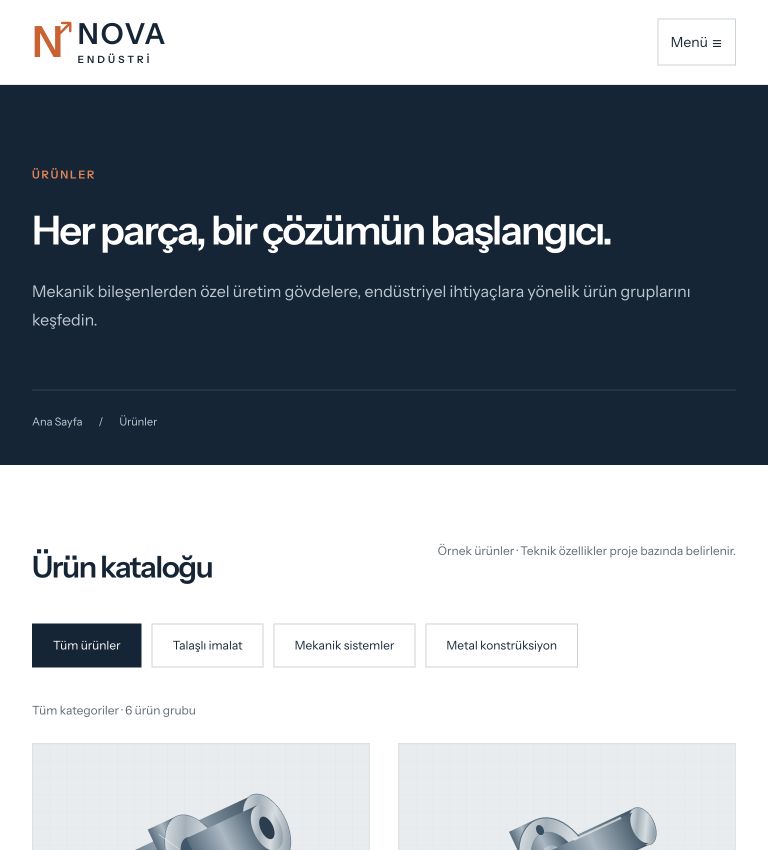 NOVA
ENDÜSTRİ
Menü
ÜRÜNLER
Her parça, bir çözümün başlangıcı.
Mekanik bileşenlerden özel üretim gövdelere, endüstriyel ihtiyaçlara yönelik ürün gruplarını
keşfedin.
Ana Sayfa / Ürünler
Ürün kataloğu
Örnek ürünler · Teknik özellikler proje bazında belirlenir.
Tüm ürünler
Talaşlı imalat
Mekanik sistemler
Metal konstrüksiyon
Tüm kategoriler · 6 ürün grubu